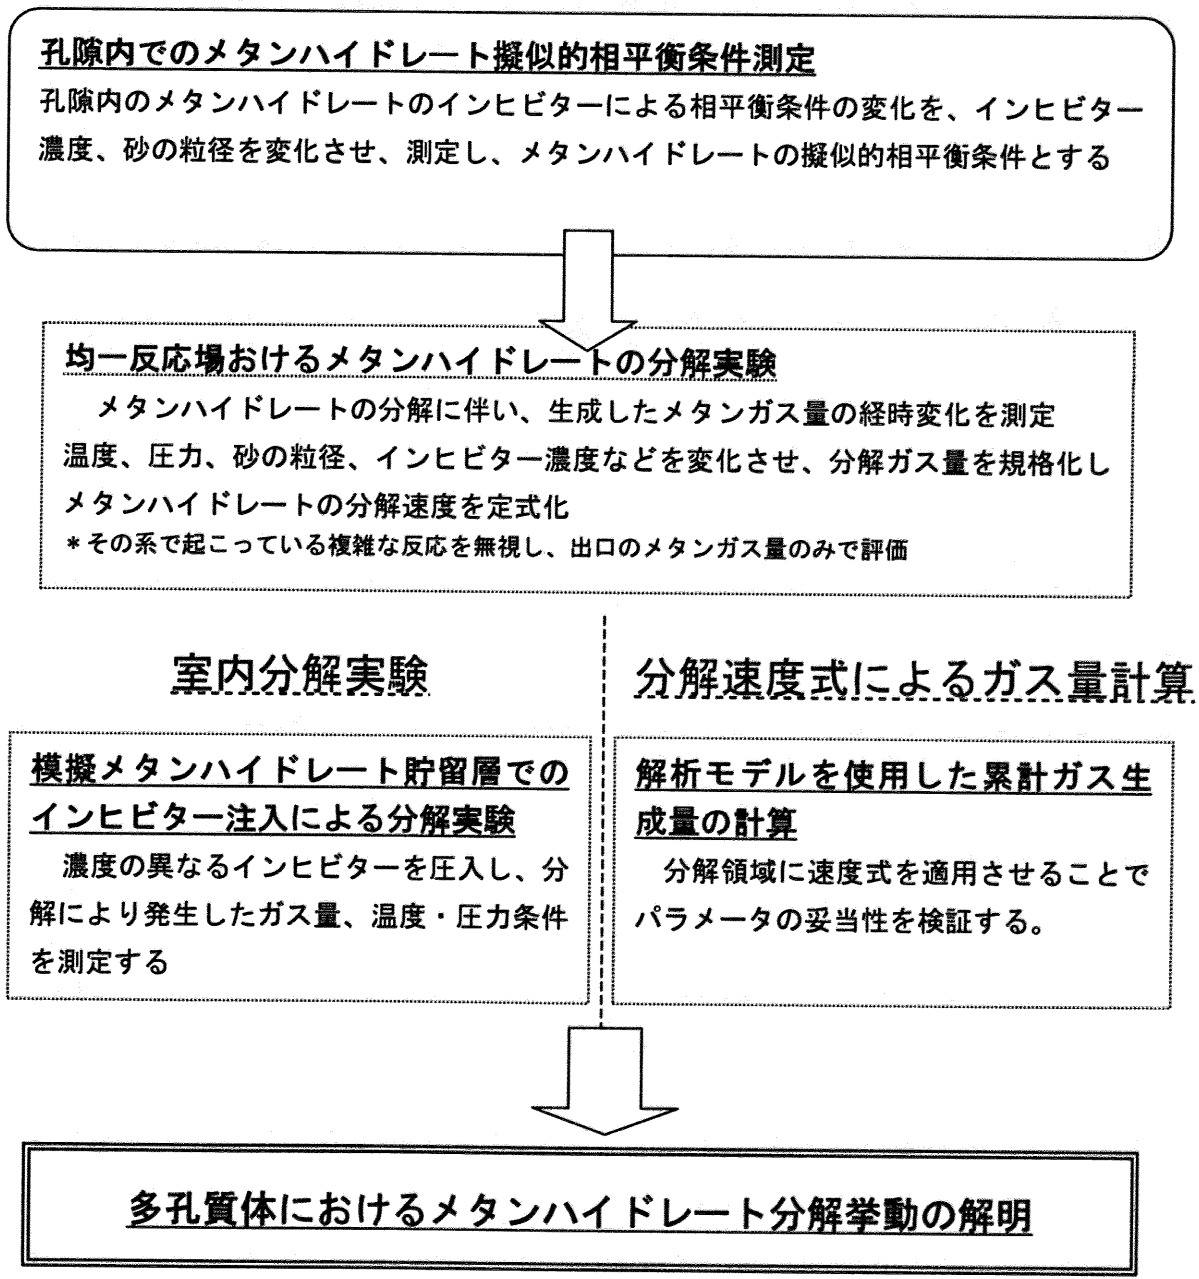 孔隙内でのメタンハイドレート擬似的相平衡条件測定
孔隙内のメタンハイドレートのインヒビターによる相平衡条件の変化を、インヒビター
濃度、砂の粒径を変化させ、測定し、メタンハイドレートの擬似的相平衡条件とする
均一反応場おけるメタンハイドレートの分解実験
メタンハイドレートの分解に伴い、生成したメタンガス量の経時変化を測定
温度、圧力、砂の粒径、インヒビター濃度などを変化させ、分解ガス量を規格化し
メタンハイドレートの分解速度を定式化
*その系で起こっている複雑な反応を無視し、出口のメタンガス量のみで評価
室内分解実験
模擬メタンハイドレート貯留層での
インヒビター注入による分解実験
濃度の異なるインヒビターを圧入し、分
解により発生したガス量、温度・圧力条件
を測定する
分解速度式によるガス量計算
解析モデルを使用した累計ガス生
成量の計算
分解領域に速度式を適用させることで
パラメータの妥当性を検証する。
多孔質体におけるメタンハイドレート分解挙動の解明